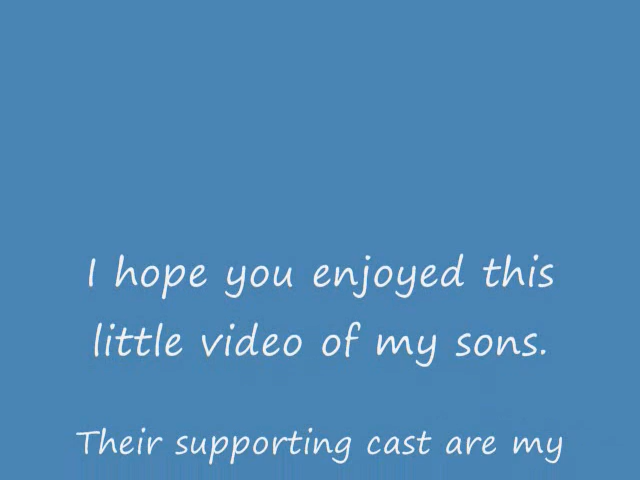 I hope you enjoyed this
little video of my sons.
Their supporting cast are my